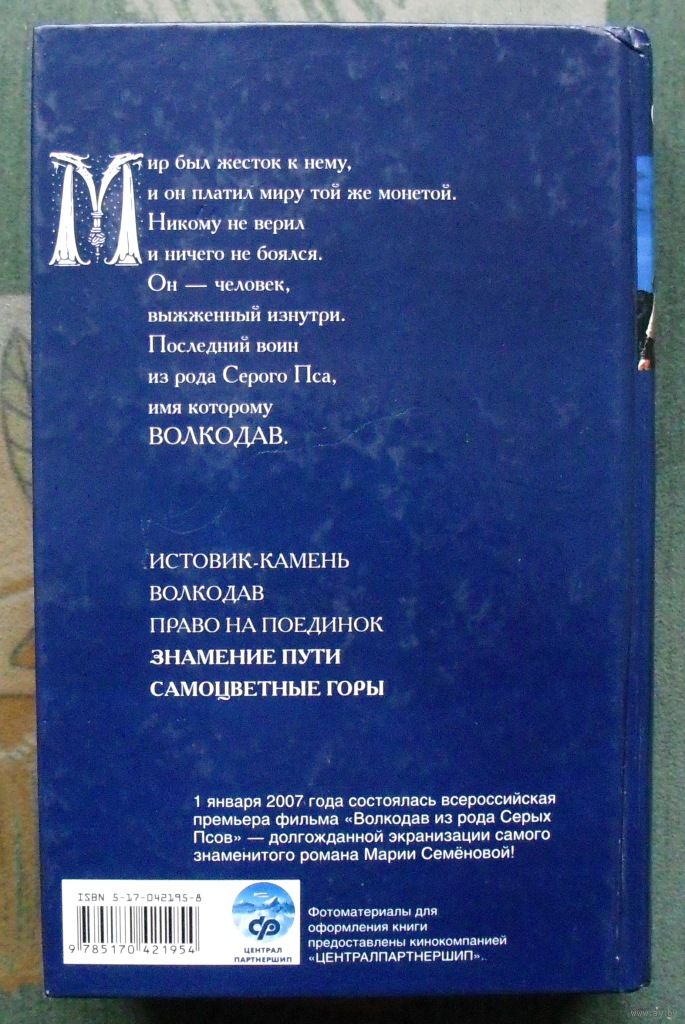 Мир был жесток к нему,
и он платил миру той же монетой.
Никому не верил
и ничего не боялся.
Он — человек,
выжженный изнутри.
Последний воин
из рода Серого Пса,
имя которому
ВОЛКОДАВ.
ИСТОВИК-КАМЕНЬ
ВОЛКОДАВ
ПРАВО НА ПОЕДИНОК
ЗНАМЕНИЕ ПУТИ
САМОЦВЕТНЫЕ ГОРЫ
1 января 2007 года состоялась всероссийская
премьера фильма «Волкодав из рода Серых
Псов» — долгожданной экранизации самого
знаменитого романа Марии Семёновой!
ISBN 5-17-042195-8
9 785170 421954
ЦЕНТРАЛ
ПАРТНЕРШИП
Фотоматериалы для
оформления книги
предоставлены кинокомпанией
«ЦЕНТРАЛПАРТНЕРШИП».
www.ay.by